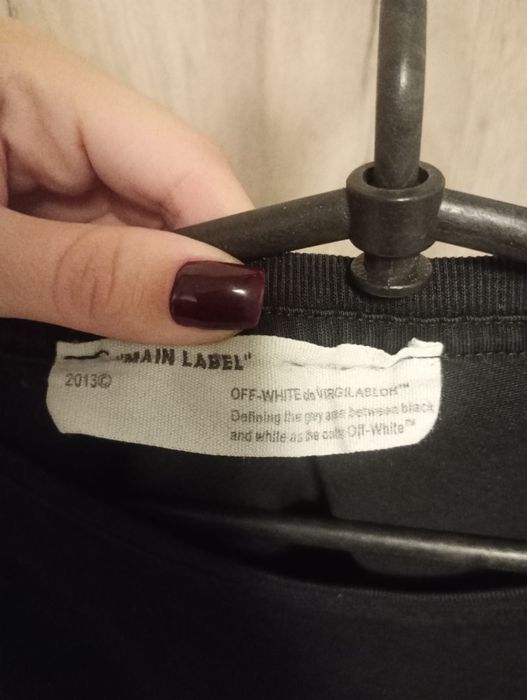 "MAIN LABEL"
2013©
OFF-WHITE c/o VIRGIL ABLOH™
Defining the grey area between black
and white as the color Off-White™